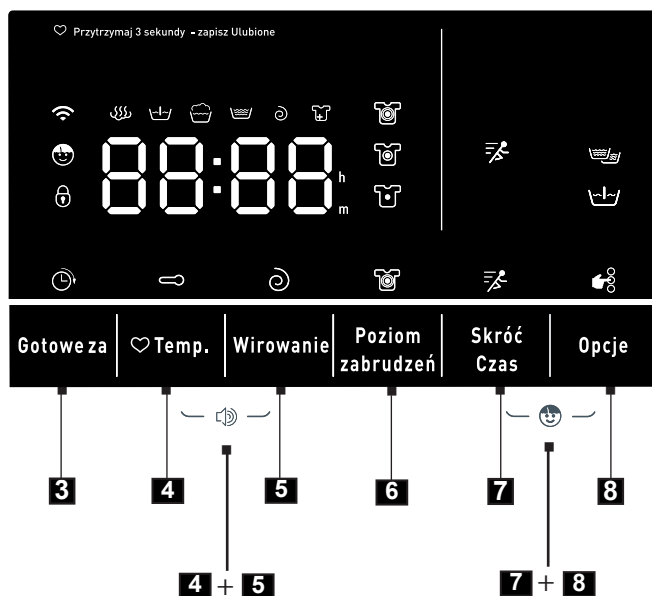 Przytrzymaj 3 sekundy - zapisz Ulubione
88:88 h
m
Gotowe za Temp. Wirowanie Poziom zabrudzeń Skróć Czas Opcje
3 4 5 6 7 8
4 + 5 7 + 8